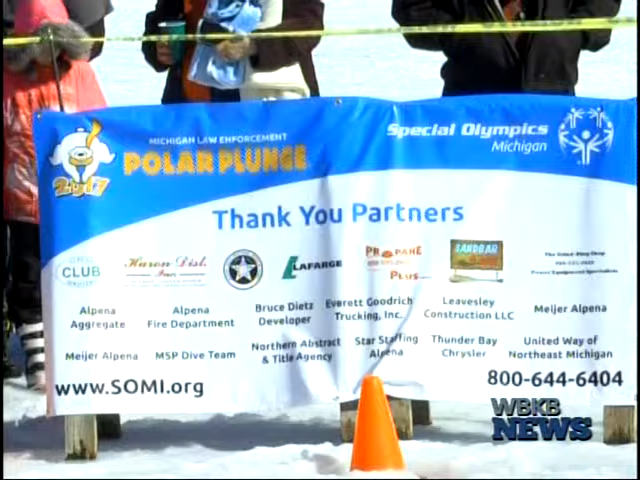 MICHIGAN LAW ENFORCEMENT
POLAR PLUNGE
2017
Special Olympics
Michigan
Thank You Partners
CLUB
Huron Dist.
Inc.
LAFARGE
PROPANE
PLUS
SANDBAR
Alpena
Aggregate
Alpena
Fire Department
Bruce Dietz
Developer
Everett Goodrich
Trucking, Inc.
Leavesley
Construction LLC
Meijer Alpena
Meijer Alpena
MSP Dive Team
Northern Abstract
& Title Agency
Star Staffing
Alpena
Thunder Bay
Chrysler
United Way of
Northeast Michigan
www.SOMI.org
800-644-6404
WBKB
NEWS